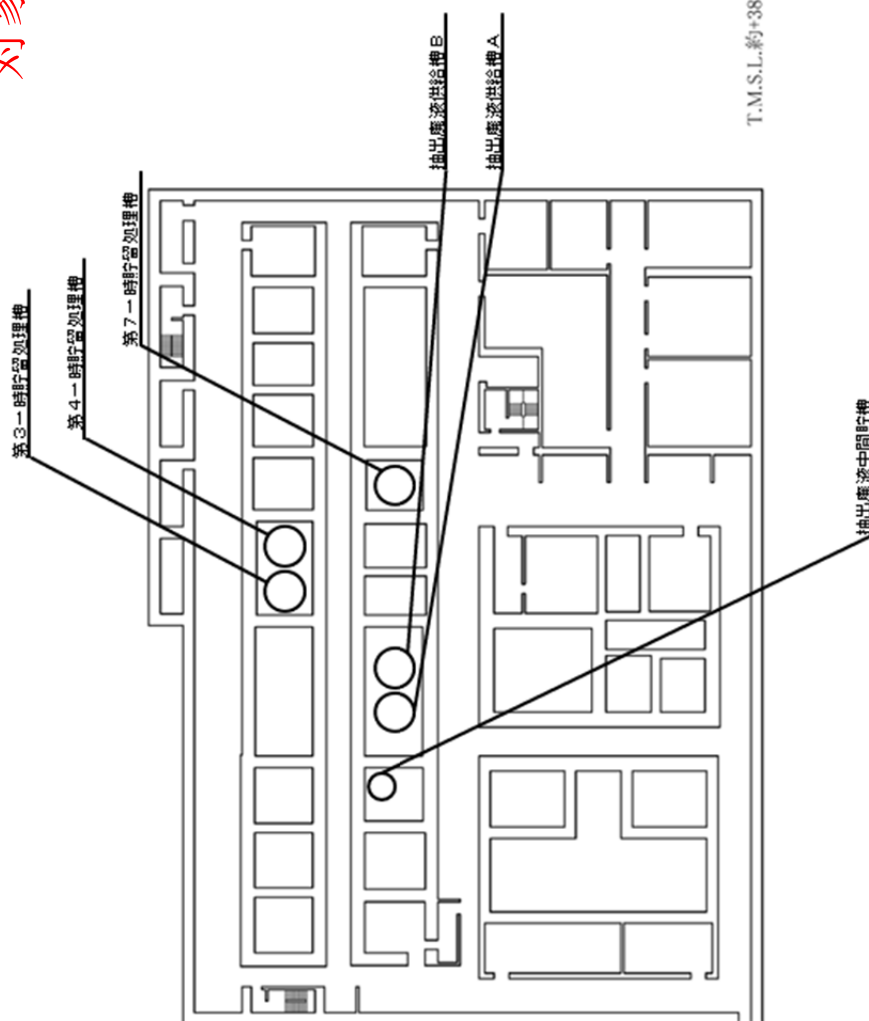 対象
第3一時貯留処理槽
第4一時貯留処理槽
第7一時貯留処理槽
抽出廃液供給槽B
抽出廃液供給槽A
抽出廃液中間貯槽
T.M.S.L.約+38